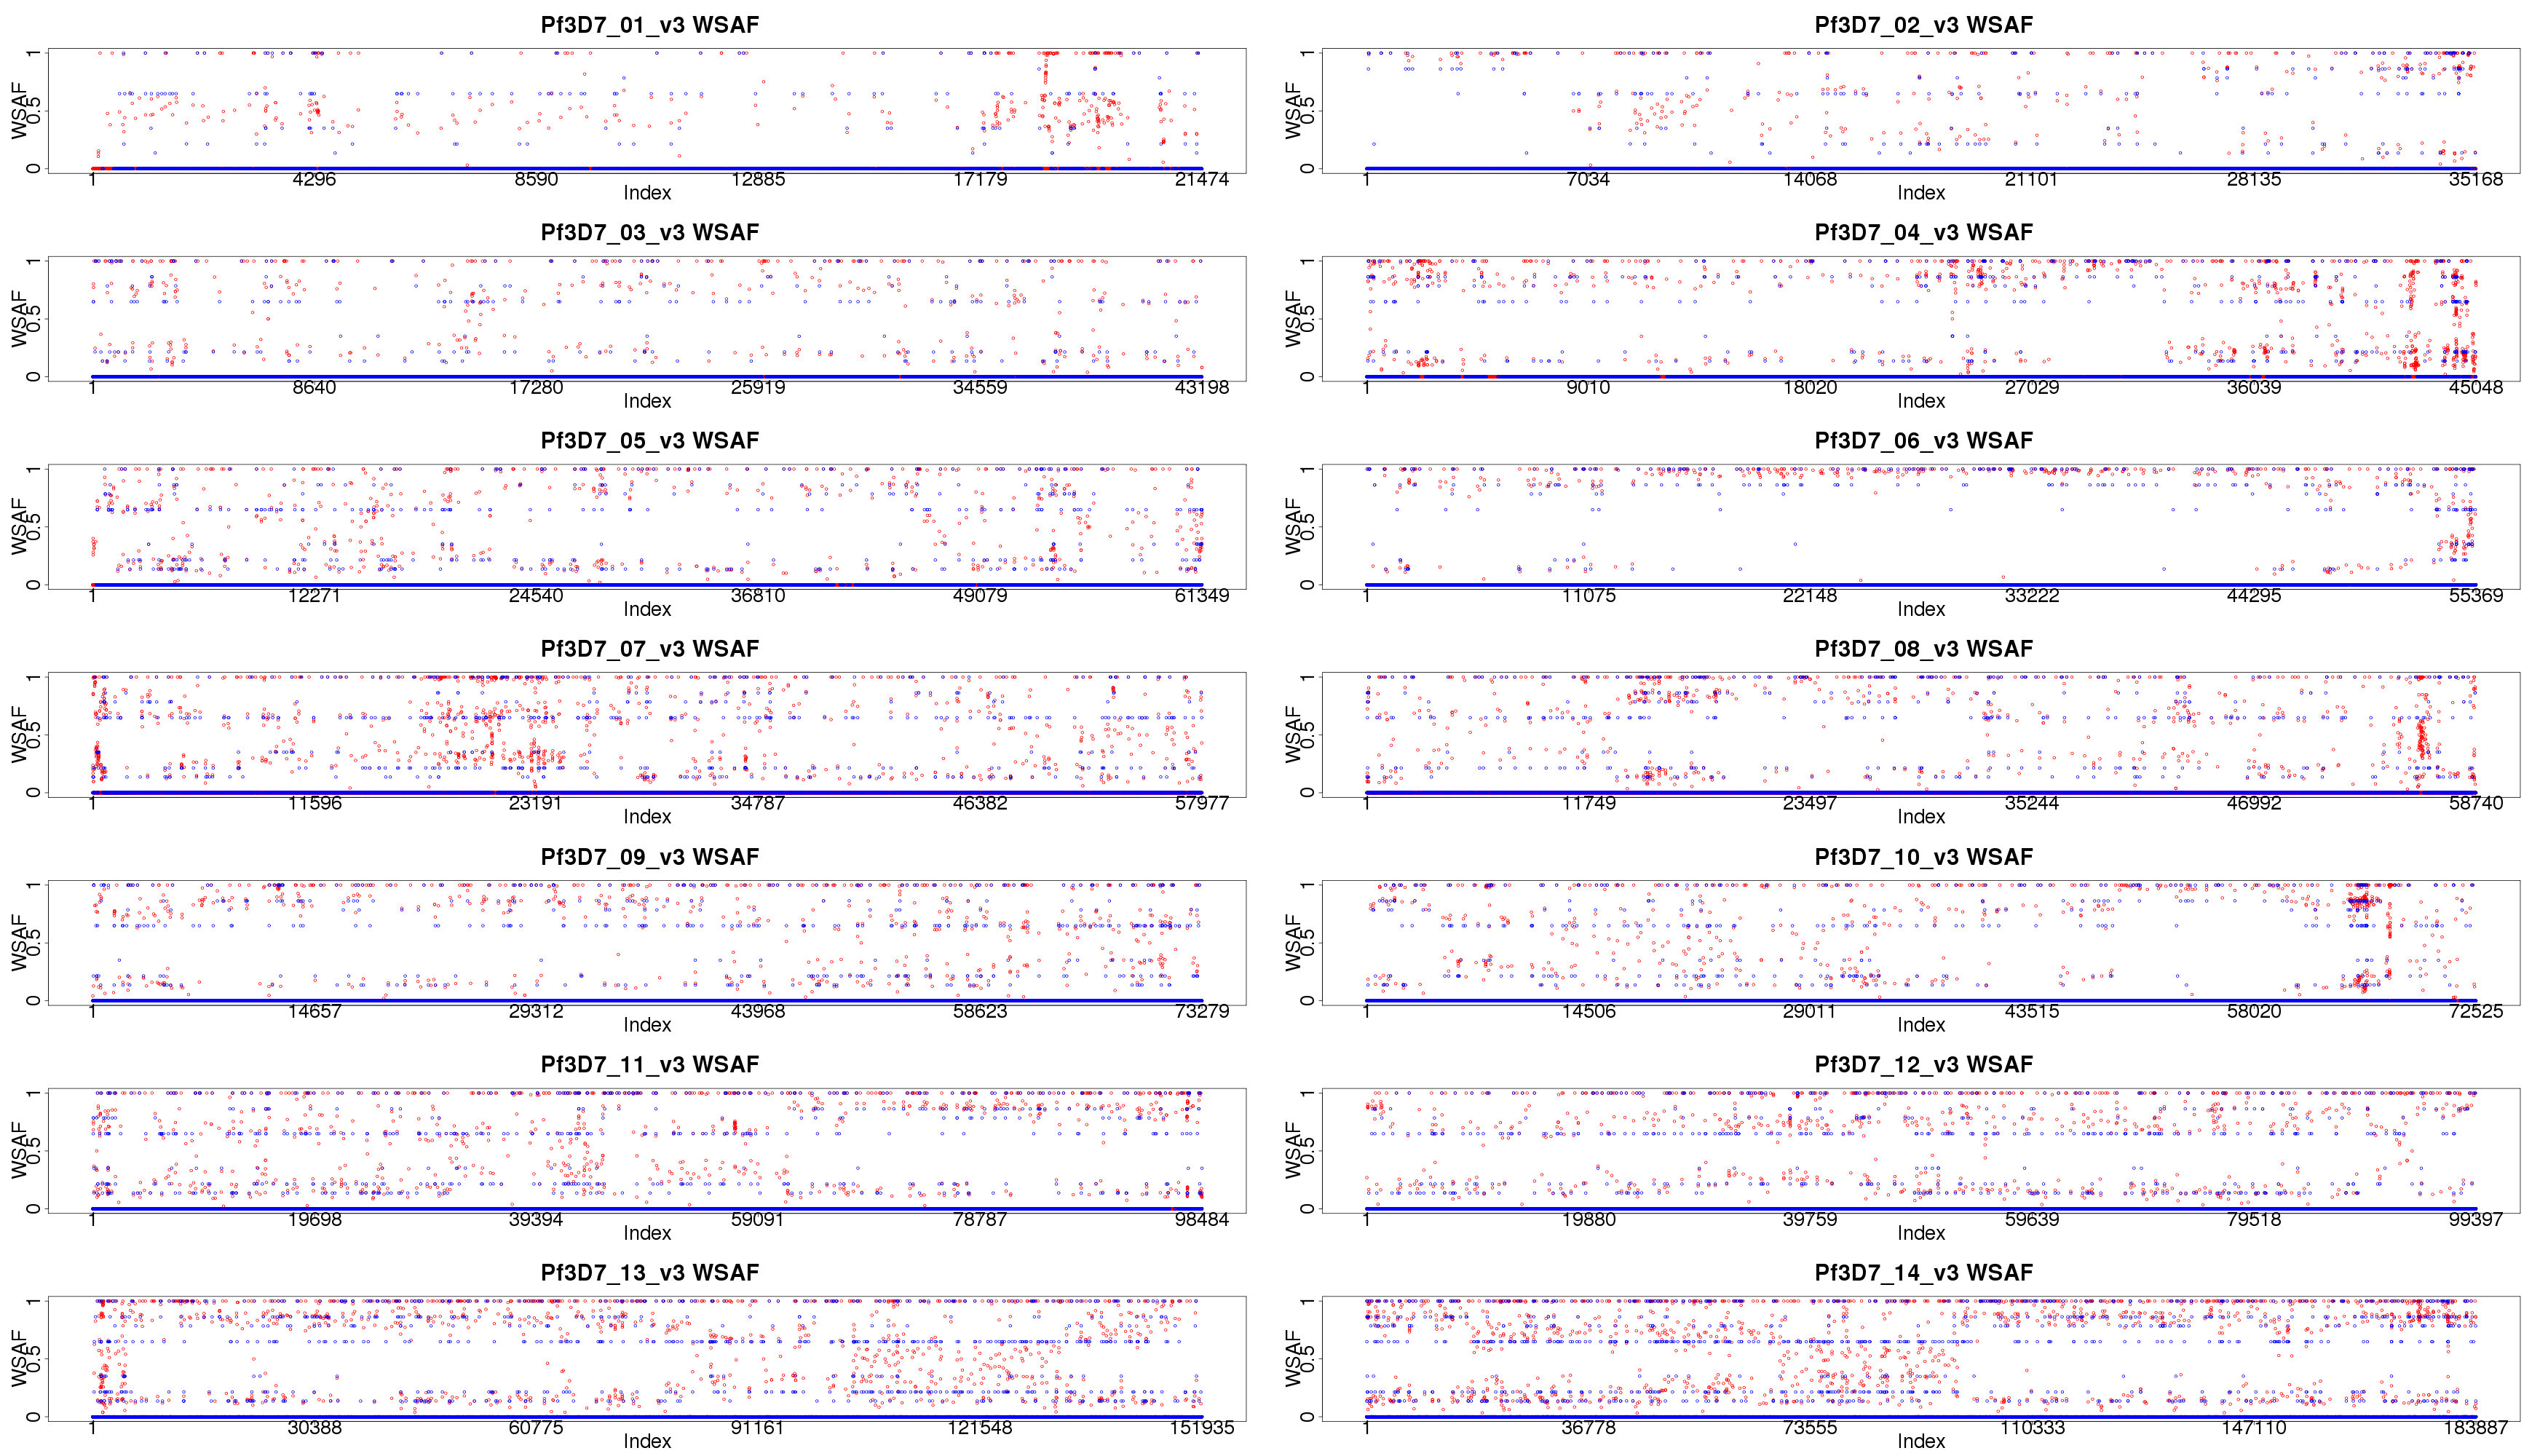 Pf3D7_01_v3 WSAF
WSAF
0 0.5 1
1 4296 8590 12885 17179 21474
Index
Pf3D7_02_v3 WSAF
WSAF
0 0.5 1
1 7034 14068 21101 28135 35168
Index
Pf3D7_03_v3 WSAF
WSAF
0 0.5 1
1 8640 17280 25919 34559 43198
Index
Pf3D7_04_v3 WSAF
WSAF
0 0.5 1
1 9010 18020 27029 36039 45048
Index
Pf3D7_05_v3 WSAF
WSAF
0 0.5 1
1 12271 24540 36810 49079 61349
Index
Pf3D7_06_v3 WSAF
WSAF
0 0.5 1
1 11075 22148 33222 44295 55369
Index
Pf3D7_07_v3 WSAF
WSAF
0 0.5 1
1 11596 23191 34787 46382 57977
Index
Pf3D7_08_v3 WSAF
WSAF
0 0.5 1
1 11749 23497 35244 46992 58740
Index
Pf3D7_09_v3 WSAF
WSAF
0 0.5 1
1 14657 29312 43968 58623 73279
Index
Pf3D7_10_v3 WSAF
WSAF
0 0.5 1
1 14506 29011 43515 58020 72525
Index
Pf3D7_11_v3 WSAF
WSAF
0 0.5 1
1 19698 39394 59091 78787 98484
Index
Pf3D7_12_v3 WSAF
WSAF
0 0.5 1
1 19880 39759 59639 79518 99397
Index
Pf3D7_13_v3 WSAF
WSAF
0 0.5 1
1 30388 60775 91161 121548 151935
Index
Pf3D7_14_v3 WSAF
WSAF
0 0.5 1
1 36778 73555 110333 147110 183887
Index